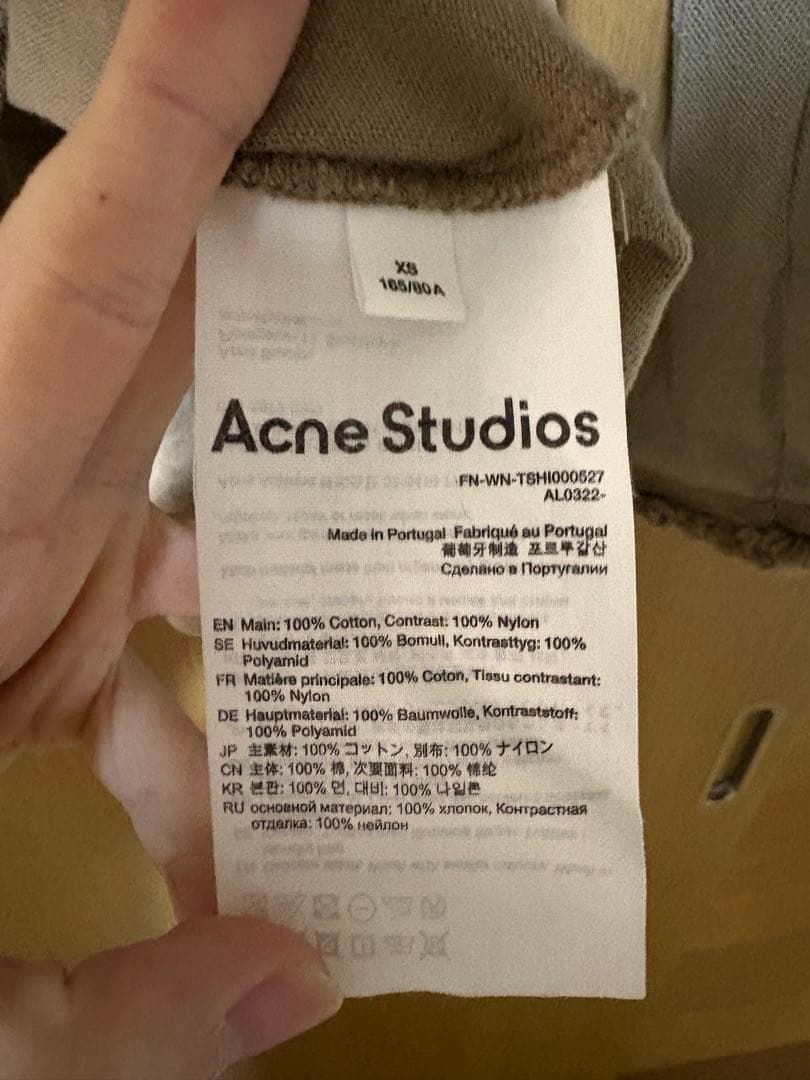 XS
165/80A
Acne Studios
FN-WN-TSHI000527
AL0322-
Made in Portugal Fabriqué au Portugal
葡萄牙制造 포르투갈산
Сделано в Португалии
EN Main: 100% Cotton, Contrast: 100% Nylon
SE Huvudmaterial: 100% Bomull, Kontrasttyg: 100%
Polyamid
FR Matière principale: 100% Coton, Tissu contrastant:
100% Nylon
DE Hauptmaterial: 100% Baumwolle, Kontraststoff:
100% Polyamid
JP 主素材: 100% コットン, 別布: 100% ナイロン
CN 主体: 100% 棉, 次要面料: 100% 锦纶
KR 본판: 100% 면, 대비: 100% 나일론
RU основной материал: 100% хлопок, Контрастная
отделка: 100% нейлон